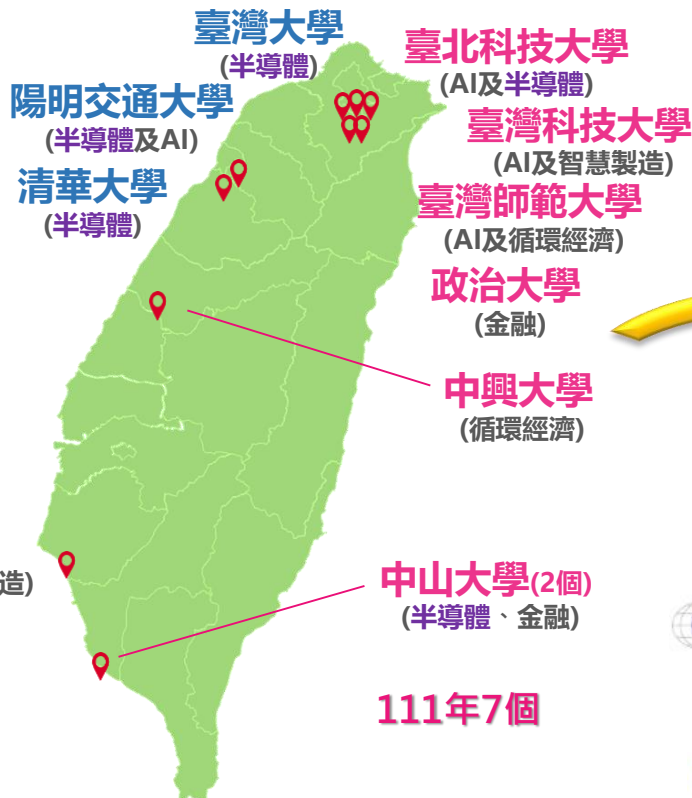 臺灣大學
(半導體)
陽明交通大學
(半導體及AI)
清華大學
(半導體)
臺北科技大學
(AI及半導體)
臺灣科技大學
(AI及智慧製造)
臺灣師範大學
(AI及循環經濟)
政治大學
(金融)
中興大學
(循環經濟)
造)
中山大學(2個)
(半導體、金融)
111年7個